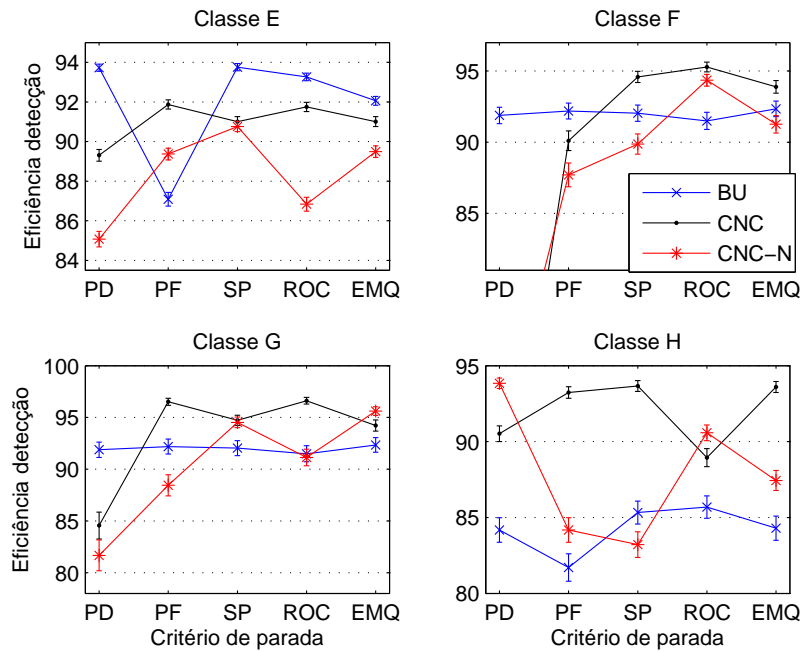 Classe E
Classe F
Eficiência detecção
94
92
90
88
86
84
PD PF SP ROC EMQ
95
90
85
PD PF SP ROC EMQ
BU
CNC
CNC−N
Classe G
Classe H
Eficiência detecção
100
95
90
85
80
PD PF SP ROC EMQ
Critério de parada
95
90
85
80
PD PF SP ROC EMQ
Critério de parada